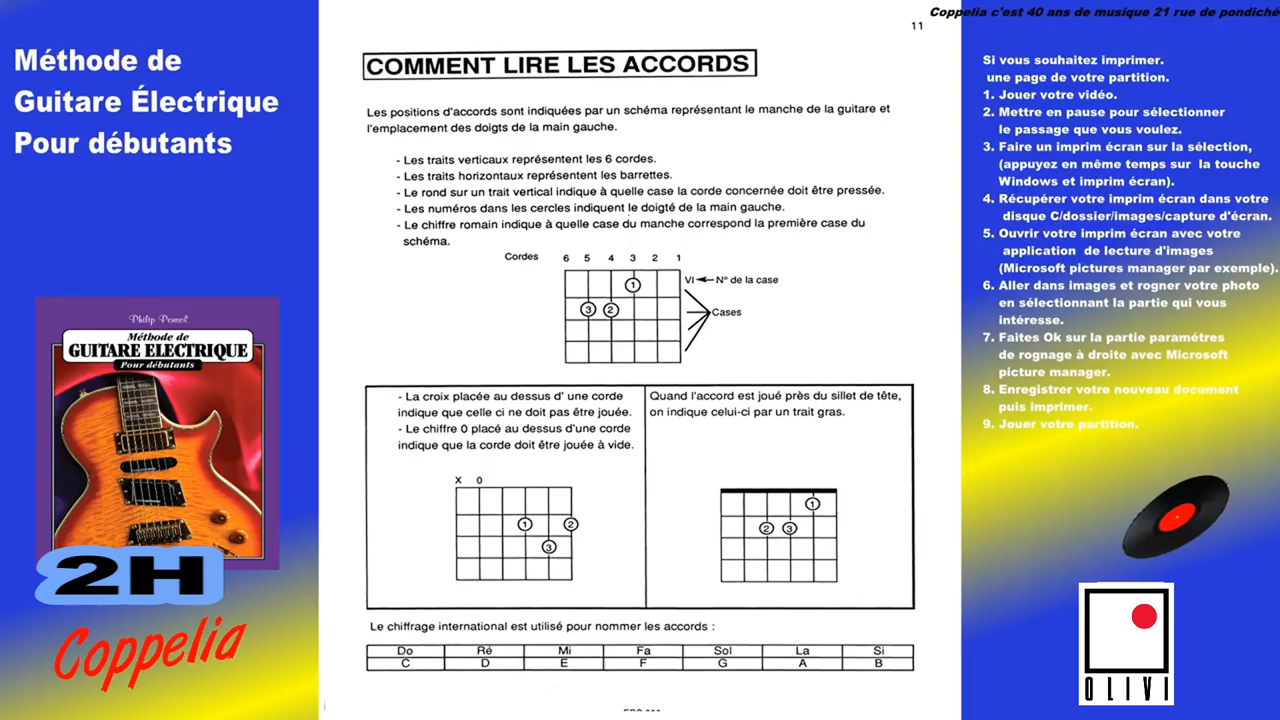 Coppelia c'est 40 ans de musique 21 rue de pondiché
11
Méthode de
Guitare Électrique
Pour débutants
Philip Pensol
Méthode de
GUITARE ELECTRIQUE
Pour débutants
2H
Coppelia
COMMENT LIRE LES ACCORDS
Les positions d'accords sont indiquées par un schéma représentant le manche de la guitare et
l'emplacement des doigts de la main gauche.
- Les traits verticaux représentent les 6 cordes.
- Les traits horizontaux représentent les barrettes.
- Le rond sur un trait vertical indique à quelle case la corde concernée doit être pressée.
- Les numéros dans les cercles indiquent le doigté de la main gauche.
- Le chiffre romain indique à quelle case du manche correspond la première case du
schéma.
Cordes 6 5 4 3 2 1
1 VI N° de la case
3 2 Cases
- La croix placée au dessus d' une corde
indique que celle ci ne doit pas être jouée.
- Le chiffre 0 placé au dessus d'une corde
indique que la corde doit être jouée à vide.
X 0
1 2
3
Quand l'accord est joué près du sillet de tête,
on indique celui-ci par un trait gras.
1
2 3
Le chiffrage international est utilisé pour nommer les accords :
Do Ré Mi Fa Sol La Si
C D E F G A B
Si vous souhaitez imprimer.
une page de votre partition.
1. Jouer votre vidéo.
2. Mettre en pause pour sélectionner
le passage que vous voulez.
3. Faire un imprim écran sur la sélection,
(appuyez en même temps sur la touche
Windows et imprim écran).
4. Récupérer votre imprim écran dans votre
disque C/dossier/images/capture d'écran.
5. Ouvrir votre imprim écran avec votre
application de lecture d'images
(Microsoft pictures manager par exemple).
6. Aller dans images et rogner votre photo
en sélectionnant la partie qui vous
intéresse.
7. Faites Ok sur la partie paramétres
de rognage à droite avec Microsoft
picture manager.
8. Enregistrer votre nouveau document
puis imprimer.
9. Jouer votre partition.
OLIVI